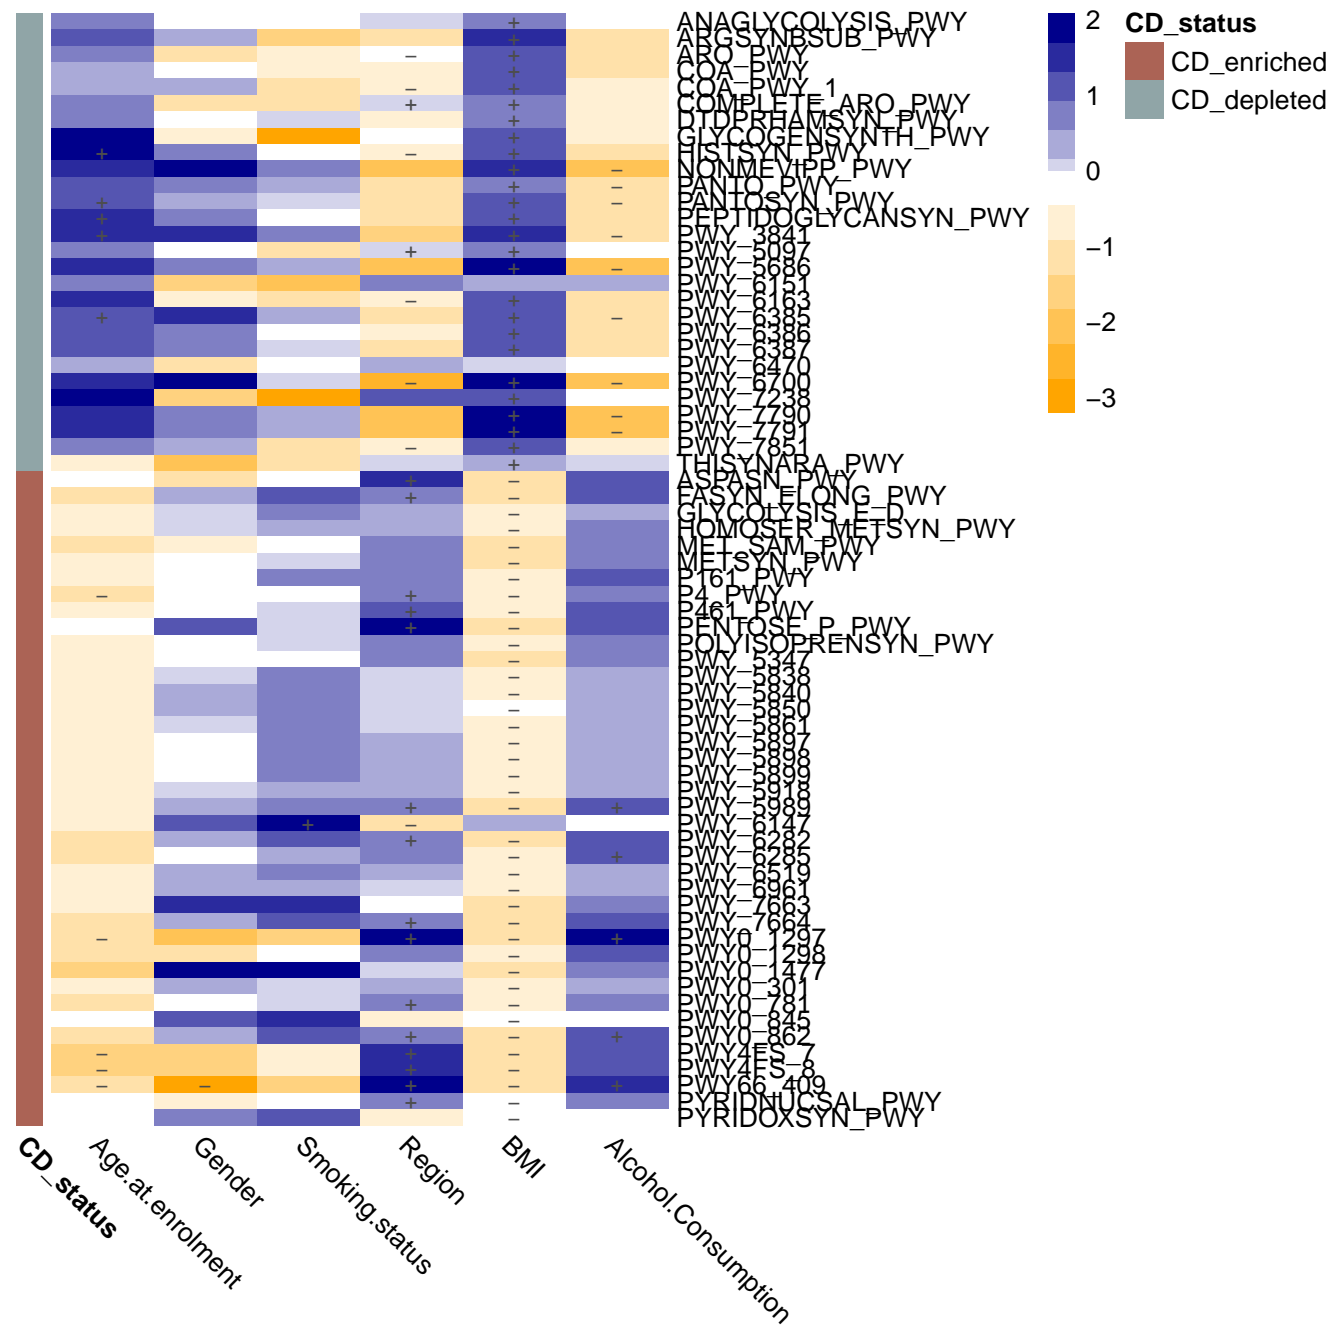 ANAGLYCOLYSIS_PWY
ARGSYNBSUB_PWY
ARO_PWY
COA_PWY
COA_PWY_1
COMPLETE_ARO_PWY
DTDPRHAMSYN_PWY
GLYCOGENSYNTH_PWY
HISTSYN_PWY
NONMEVIPP_PWY
PANTO_PWY
PANTOSYN_PWY
PEPTIDOGLYCANSYN_PWY
PWY_3841
PWY_5097
PWY_5686
PWY_6151
PWY_6163
PWY_6385
PWY_6386
PWY_6387
PWY_6470
PWY_6700
PWY_7238
PWY_7790
PWY_7791
PWY_7851
THISYNARA_PWY
ASPASN_PWY
FASYN_ELONG_PWY
GLYCOLYSIS_E_D
HOMOSER_METSYN_PWY
MET_SAM_PWY
METSYN_PWY
P161_PWY
P4_PWY
P461_PWY
PENTOSE_P_PWY
POLYISOPRENSYN_PWY
PWY_5347
PWY_5838
PWY_5840
PWY_5850
PWY_5861
PWY_5897
PWY_5898
PWY_5899
PWY_5918
PWY_5989
PWY_6147
PWY_6282
PWY_6285
PWY_6519
PWY_6961
PWY_7663
PWY_7664
PWY0_1297
PWY0_1298
PWY0_1477
PWY0_301
PWY0_781
PWY0_845
PWY0_862
PWY4FS_7
PWY4FS_8
PWY66_409
PYRIDNUCSAL_PWY
PYRIDOXSYN_PWY
CD_status
Age.at.enrolment
Gender
Smoking.status
Region
BMI
Alcohol.Consumption
2
1
0
−1
−2
−3
CD_status
CD_enriched
CD_depleted